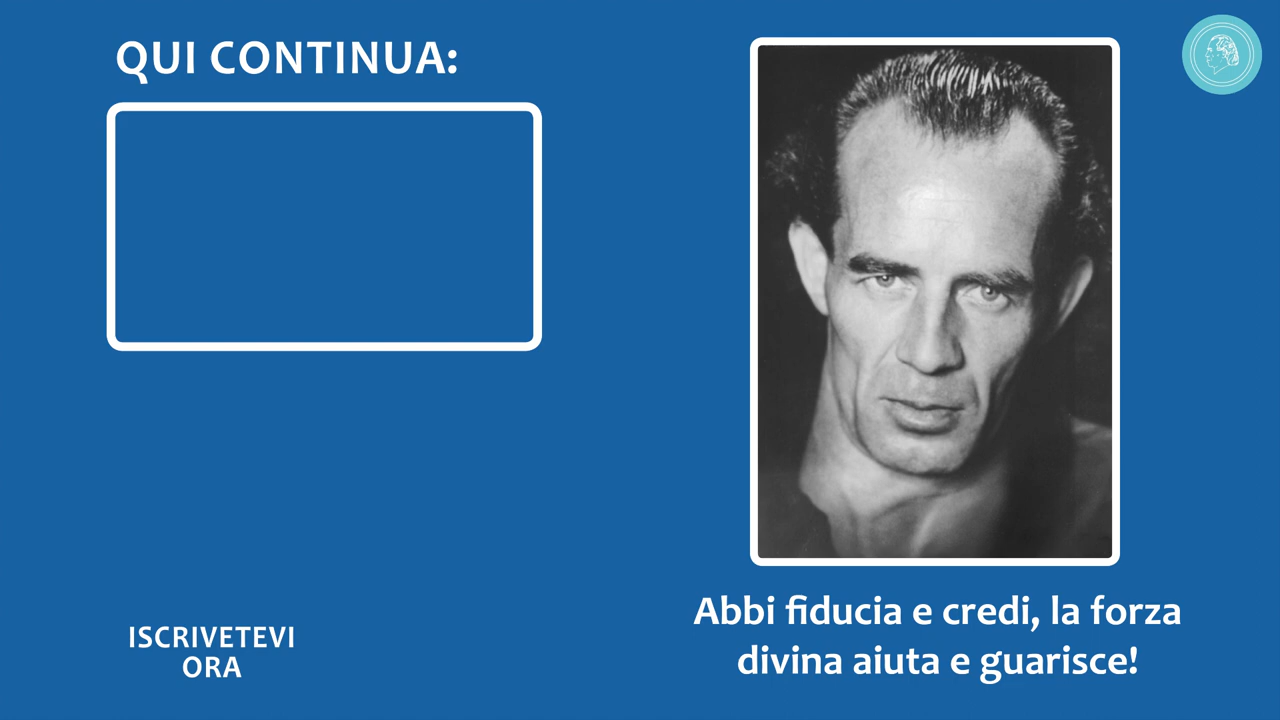 QUI CONTINUA:
ISCRIVETEVI
ORA
Abbi fiducia e credi, la forza
divina aiuta e guarisce!